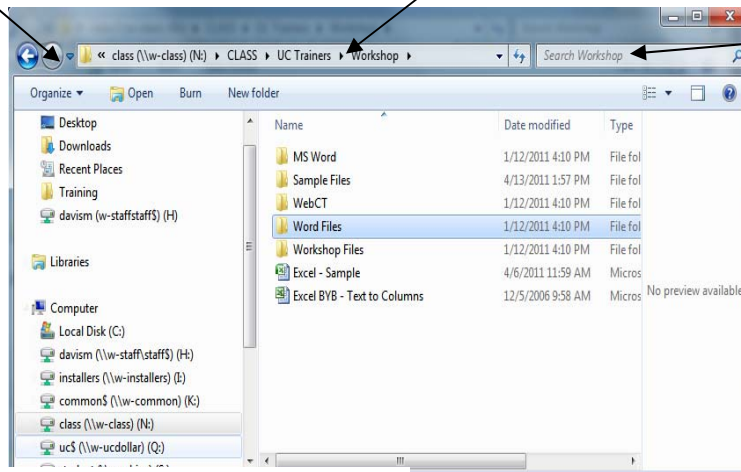 « class (\\w-class) (N:) ▸ CLASS ▸ UC Trainers ▸ Workshop ▸ Search Workshop
Organize ▾ Open Burn New folder
Name Date modified Type
Desktop
Downloads
Recent Places
Training
davism (w-staffstaff$) (H)
Libraries
Computer
Local Disk (C:)
davism (\\w-staff\staff$) (H:)
installers (\\w-installers) (I:)
common$ (\\w-common) (K:)
class (\\w-class) (N:)
uc$ (\\w-ucdollar) (Q:)
MS Word 1/12/2011 4:10 PM File fol
Sample Files 4/13/2011 1:57 PM File fol
WebCT 1/12/2011 4:10 PM File fol
Word Files 1/12/2011 4:10 PM File fol
Workshop Files 1/12/2011 4:10 PM File fol
Excel - Sample 4/6/2011 11:59 AM Micros
Excel BYB - Text to Columns 12/5/2006 9:58 AM Micros
No preview available